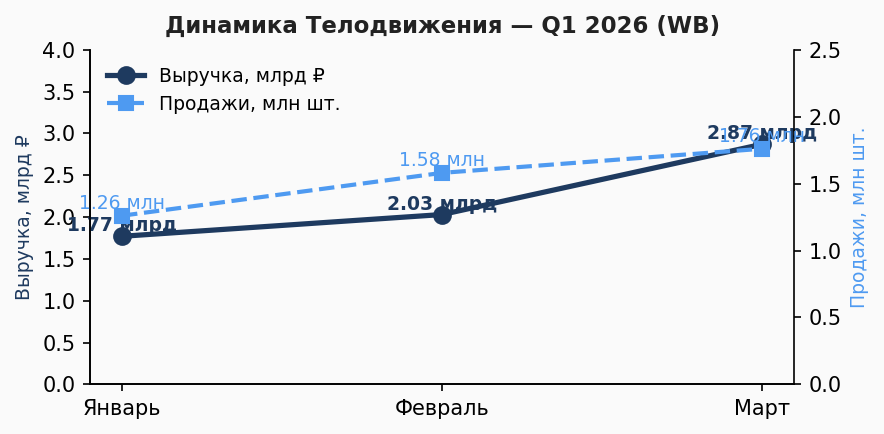 Динамика Телодвижения — Q1 2026 (WB)
Выручка, млрд ₽
Продажи, млн шт.
4.0
3.5
3.0
2.5
2.0
1.5
1.0
0.5
0.0
Выручка, млрд ₽
2.5
2.0
1.5
1.0
0.5
0.0
Продажи, млн шт.
1.26 млн
1.58 млн
1.76 млн
1.77 млрд
2.03 млрд
2.87 млрд
Январь
Февраль
Март